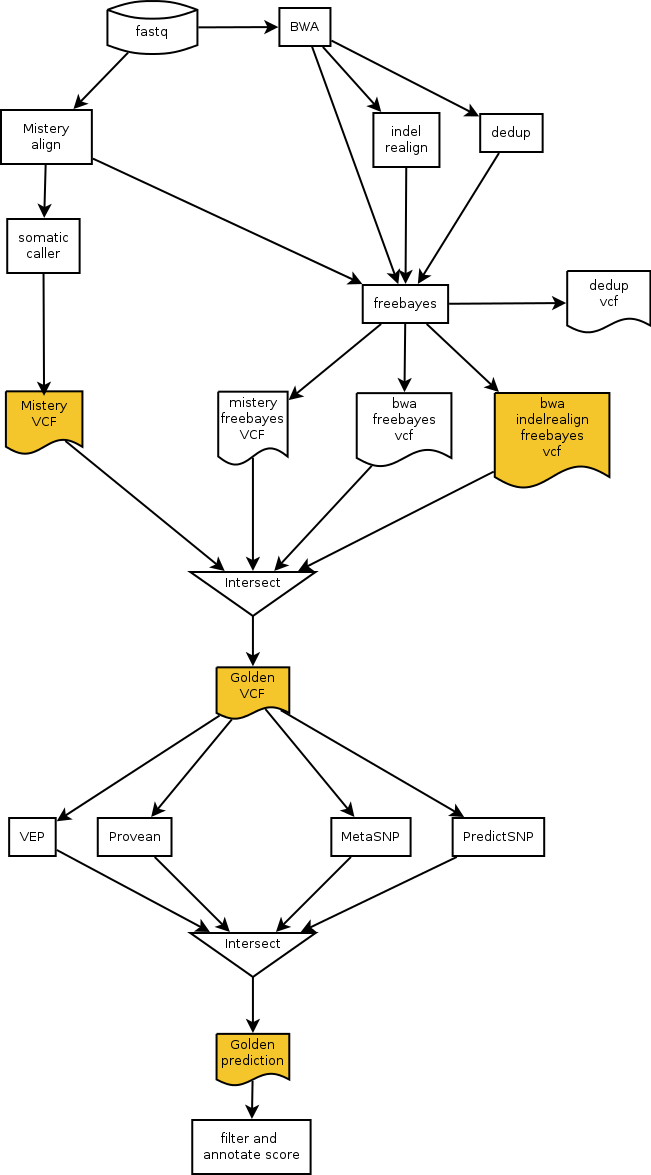 fastq
BWA
Mistery
align
indel
realign
dedup
somatic
caller
freebayes
dedup
vcf
Mistery
VCF
mistery
freebayes
VCF
bwa
freebayes
vcf
bwa
indelrealign
freebayes
vcf
Intersect
Golden
VCF
VEP
Provean
MetaSNP
PredictSNP
Intersect
Golden
prediction
filter and
annotate score